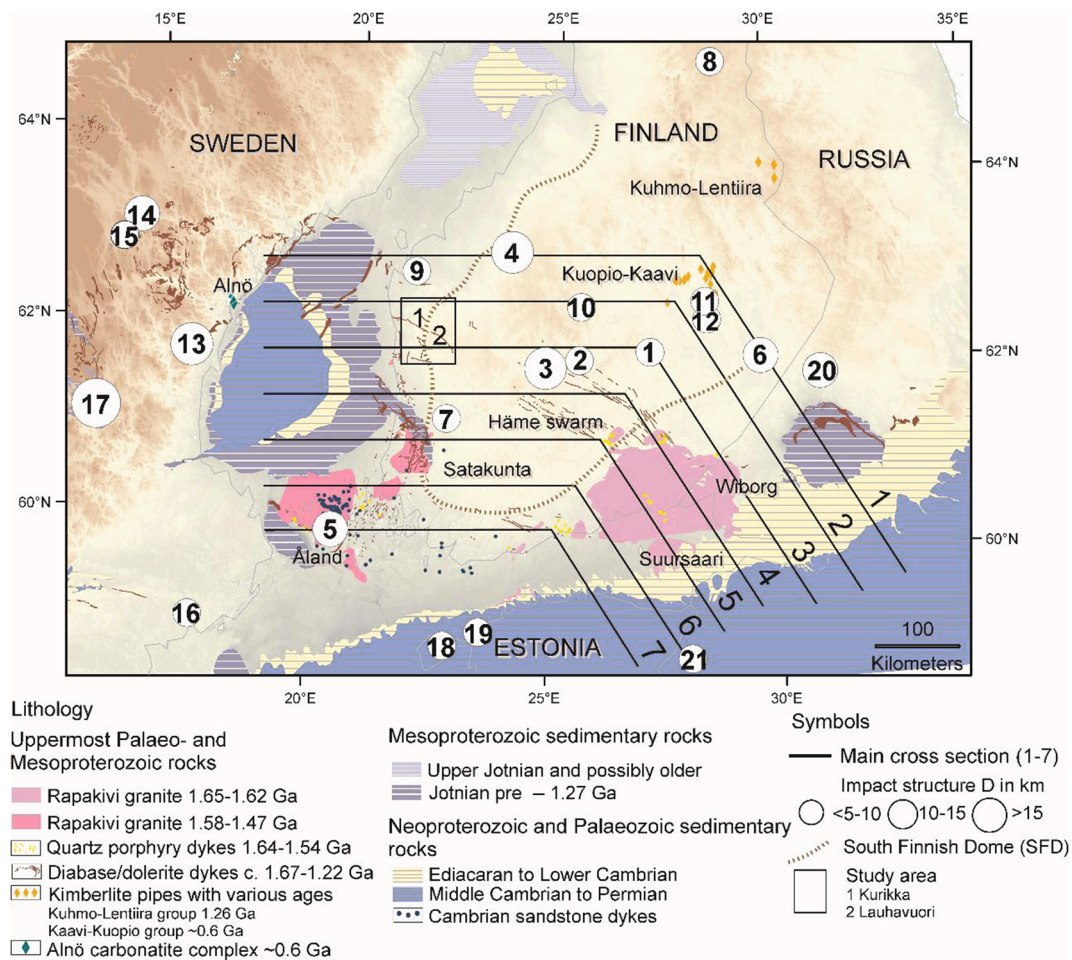 15°E 20°E 25°E 30°E 35°E
8
64°N
SWEDEN
FINLAND
RUSSIA
64°N
Kuhmo-Lentiira
14
15
4
9
Kuopio-Kaavi
Alnö
62°N
10
11
12
1
2
13
1
6
62°N
3
2
20
17
7
Häme swarm
Satakunta
Wiborg
60°N
5
Åland
Suursaari
60°N
1
2
3
4
5
6
7
16
18
19
ESTONIA
21
100
Kilometers
20°E 25°E 30°E
Lithology
Uppermost Palaeo- and
Mesoproterozoic rocks
Rapakivi granite 1.65-1.62 Ga
Rapakivi granite 1.58-1.47 Ga
Quartz porphyry dykes 1.64-1.54 Ga
Diabase/dolerite dykes c. 1.67-1.22 Ga
Kimberlite pipes with various ages
Kuhmo-Lentiira group 1.26 Ga
Kaavi-Kuopio group ~0.6 Ga
Alnö carbonatite complex ~0.6 Ga
Mesoproterozoic sedimentary rocks
Upper Jotnian and possibly older
Jotnian pre – 1.27 Ga
Neoproterozoic and Palaeozoic sedimentary
rocks
Ediacaran to Lower Cambrian
Middle Cambrian to Permian
Cambrian sandstone dykes
Symbols
Main cross section (1-7)
Impact structure D in km
<5-10 10-15 >15
South Finnish Dome (SFD)
Study area
1 Kurikka
2 Lauhavuori